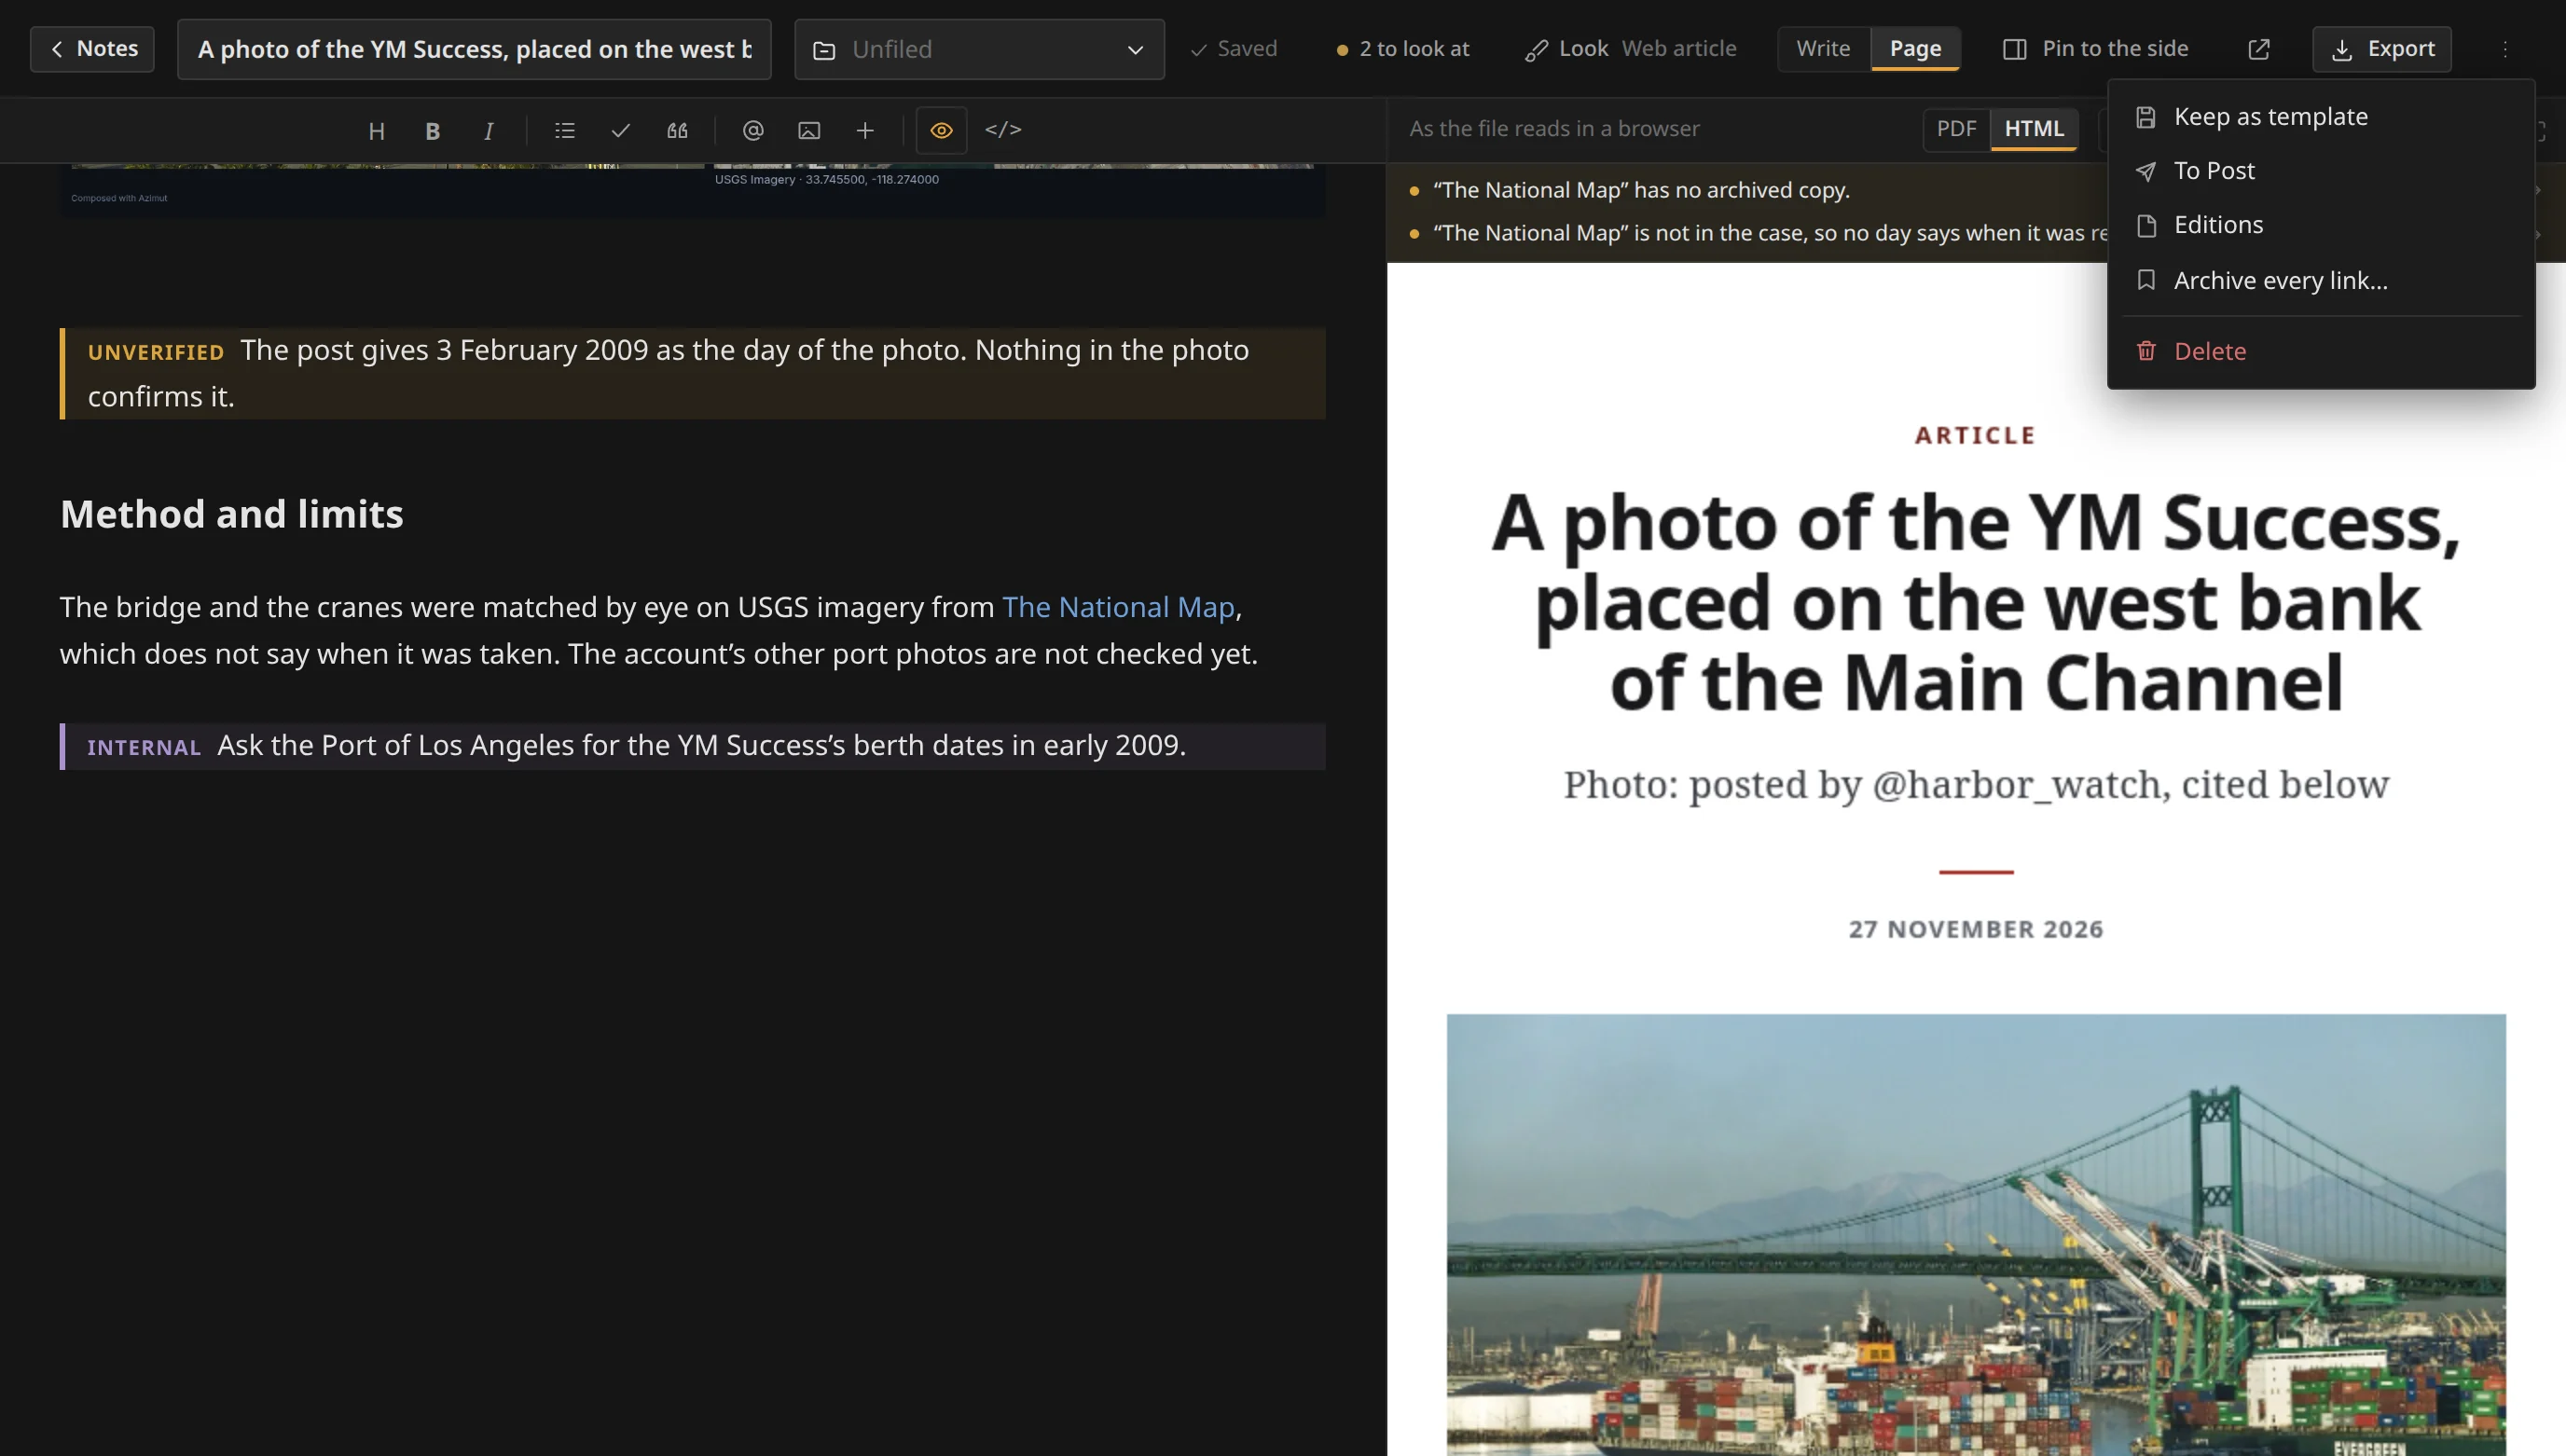 Notes
A photo of the YM Success, placed on the west b
Unfiled
Saved
2 to look at
Look Web article
Write
Page
Pin to the side
Export
H B I
</>
As the file reads in a browser
PDF
HTML
Keep as template
To Post
Editions
Archive every link...
Delete
USGS Imagery · 33.745500, -118.274000
Composed with Azimut
“The National Map” has no archived copy.
“The National Map” is not in the case, so no day says when it was re
UNVERIFIED The post gives 3 February 2009 as the day of the photo. Nothing in the photo
confirms it.
Method and limits
The bridge and the cranes were matched by eye on USGS imagery from The National Map,
which does not say when it was taken. The account’s other port photos are not checked yet.
INTERNAL Ask the Port of Los Angeles for the YM Success’s berth dates in early 2009.
ARTICLE
A photo of the YM Success,
placed on the west bank
of the Main Channel
Photo: posted by @harbor_watch, cited below
27 NOVEMBER 2026
EVERGREEN